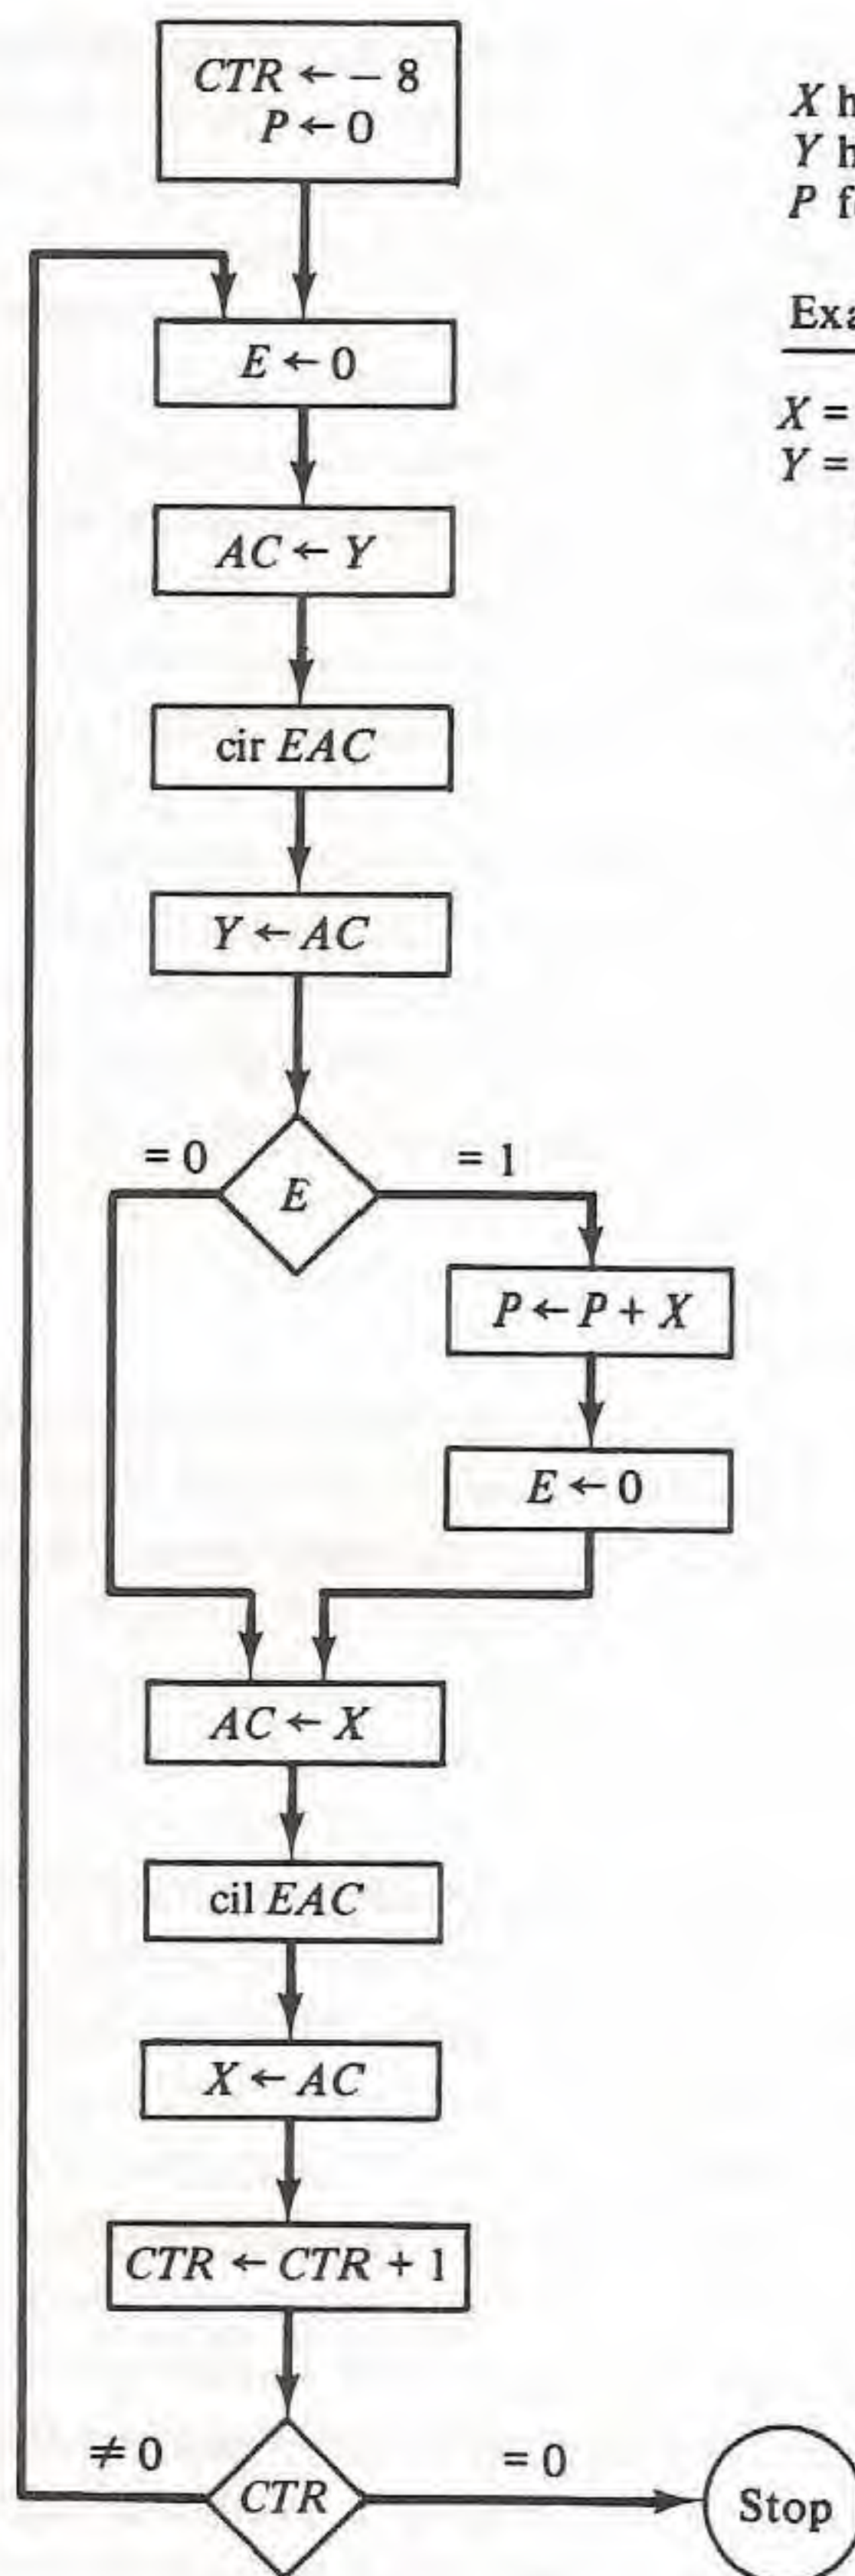 CTR ← – 8
P ← 0
X
Y
P
E ← 0
X =
Y =
AC ← Y
cir EAC
Y ← AC
= 0
E
= 1
P ← P + X
E ← 0
AC ← X
cil EAC
X ← AC
CTR ← CTR + 1
≠ 0
CTR
= 0
Stop